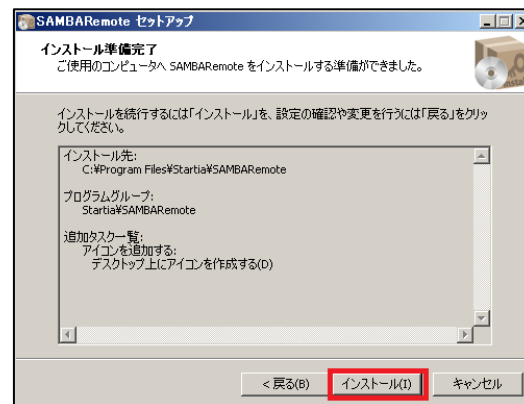 SAMBARemote セットアップ
インストール準備完了
ご使用のコンピュータへ SAMBARemote をインストールする準備ができました。
インストールを続行するには「インストール」を、設定の確認や変更を行うには「戻る」をクリッ
クしてください。
インストール先:
C:¥Program Files¥Startia¥SAMBARemote
プログラムグループ:
Startia¥SAMBARemote
追加タスク一覧:
アイコンを追加する:
デスクトップ上にアイコンを作成する(D)
< 戻る(B) インストール(I) キャンセル